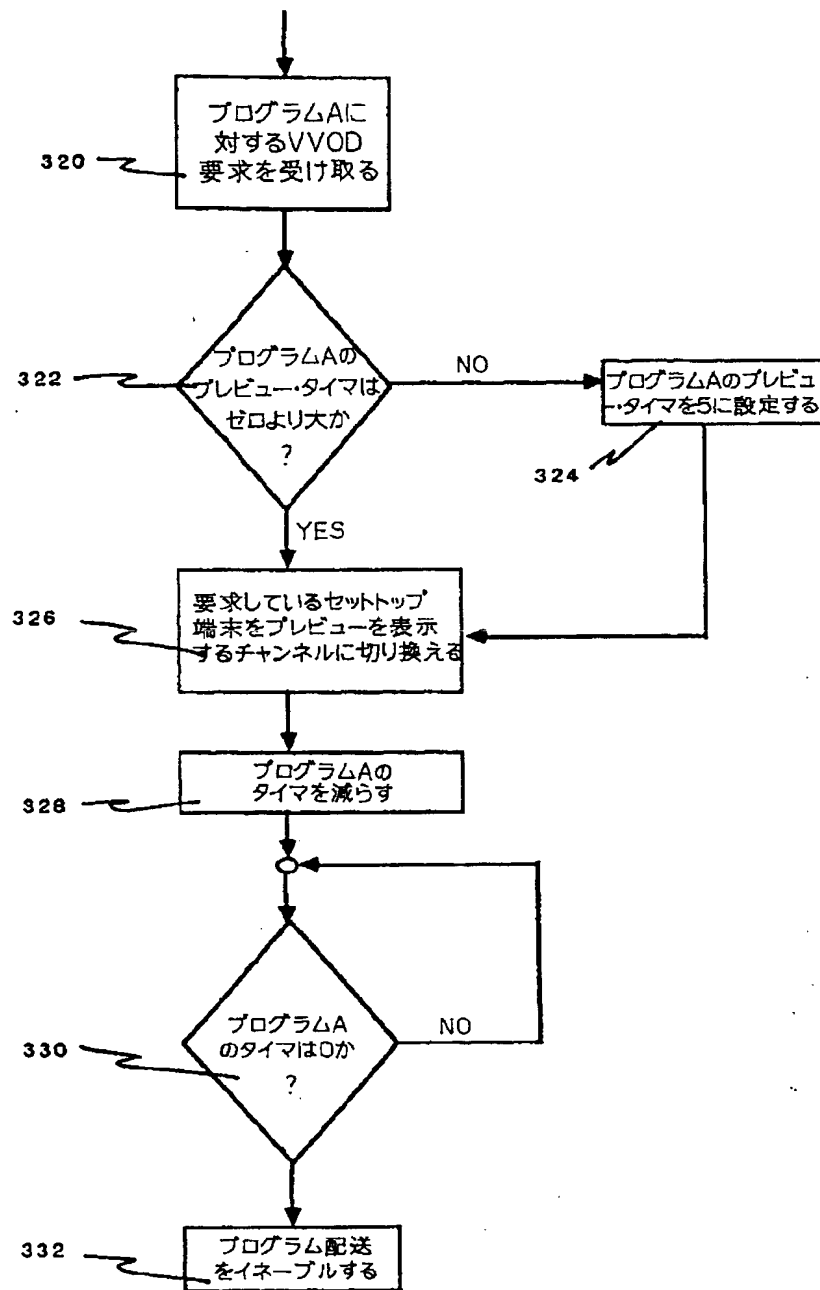 プログラムAに
対するVVOD
要求を受け取る
320
プログラムAの
プレビュー・タイマは
ゼロより大か
?
322
NO
プログラムAのプレビュ
ー・タイマを5に設定する
324
YES
要求しているセットトップ
端末をプレビューを表示
するチャンネルに切り換える
326
プログラムAの
タイマを減らす
328
プログラムA
のタイマは0か
?
NO
330
プログラム配送
をイネーブルする
332